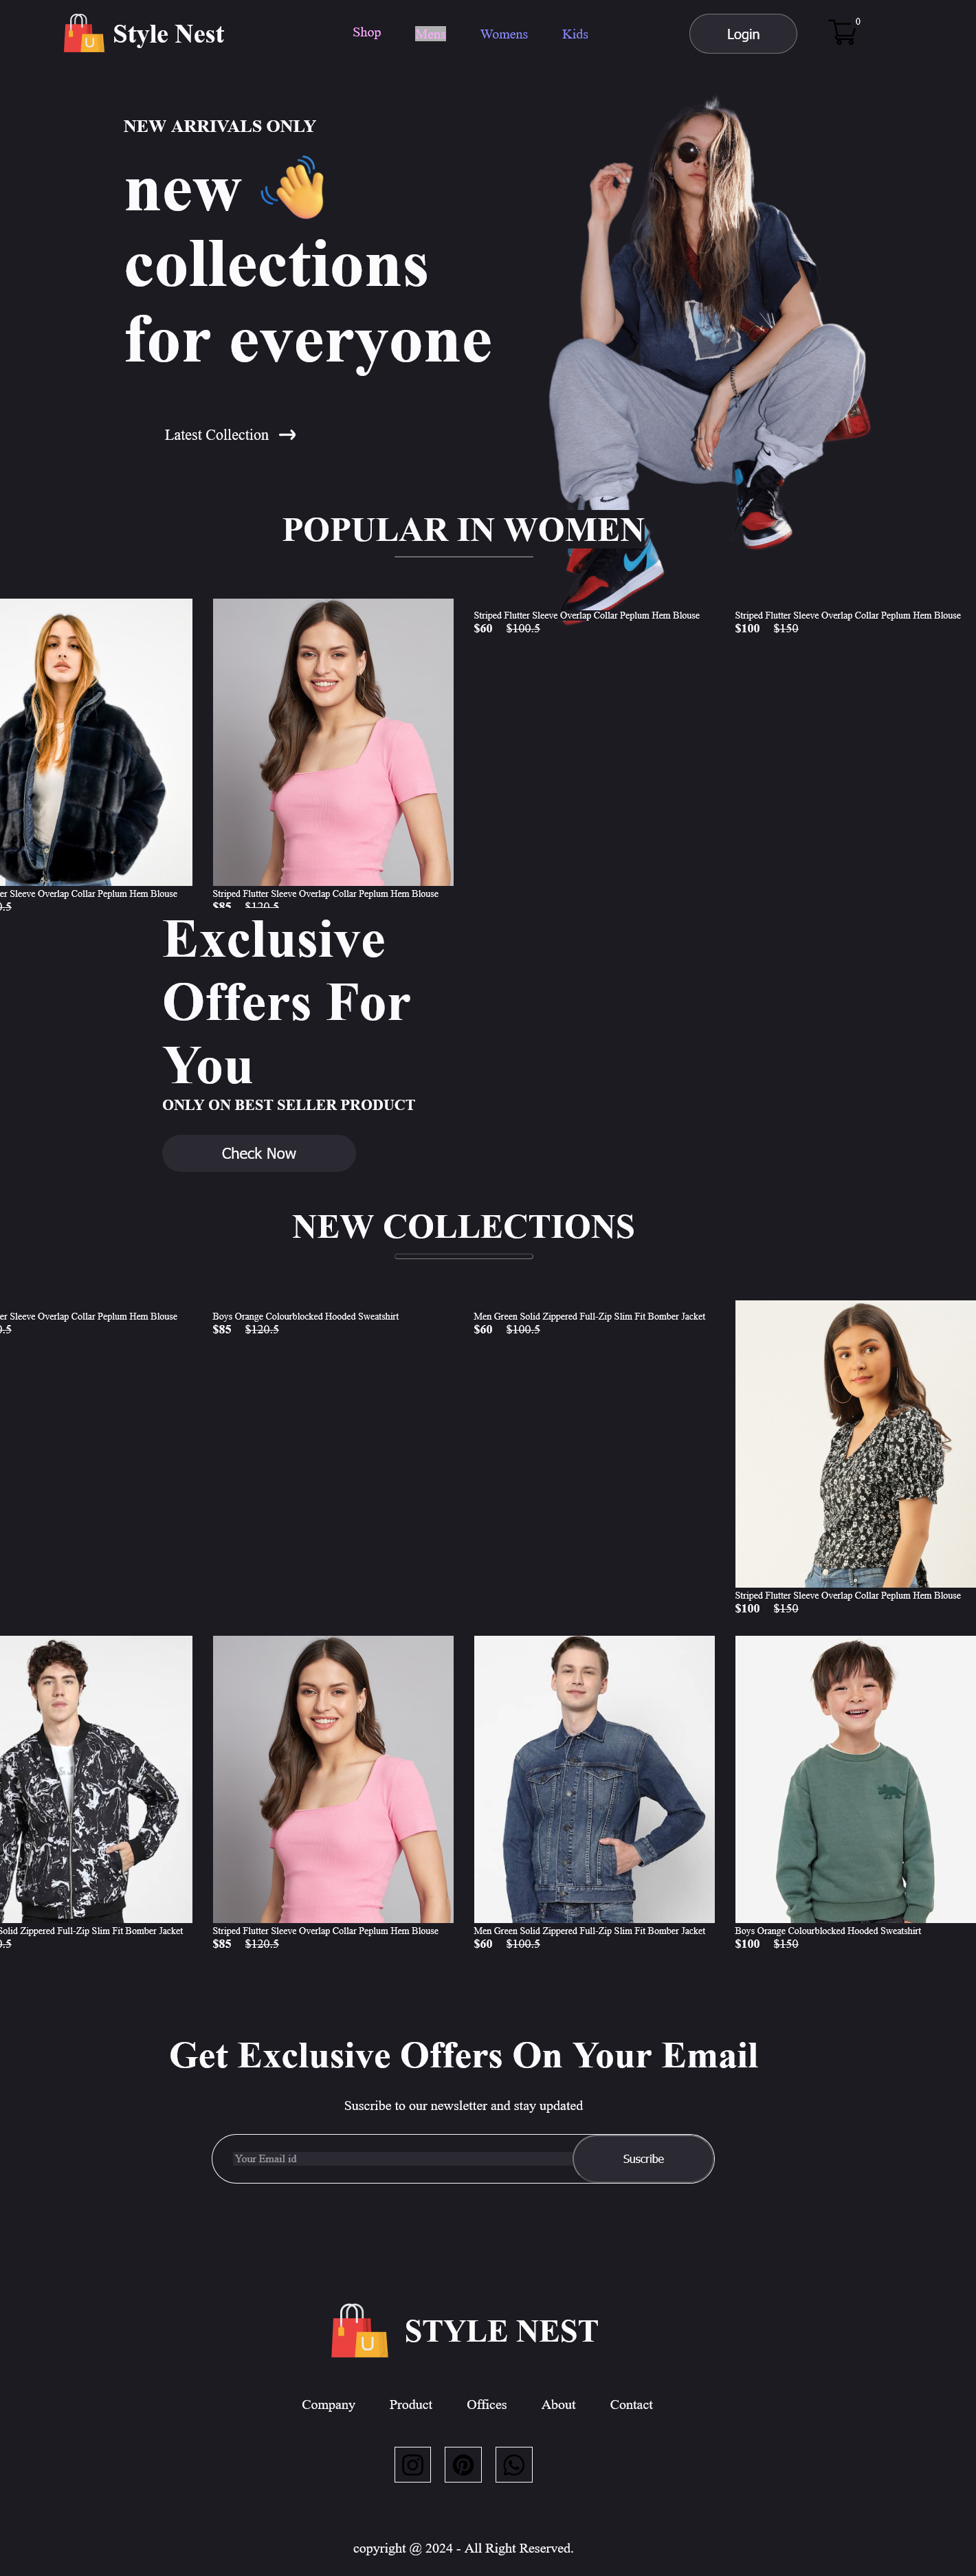 Style Nest
Shop Mens Womens Kids
Login
0
NEW ARRIVALS ONLY
new
collections
for everyone
Latest Collection
POPULAR IN WOMEN
Striped Flutter Sleeve Overlap Collar Peplum Hem Blouse
$60 $100.5
Striped Flutter Sleeve Overlap Collar Peplum Hem Blouse
$100 $150
Sleeve Overlap Collar Peplum Hem Blouse
Striped Flutter Sleeve Overlap Collar Peplum Hem Blouse
$85 $120.5
Exclusive
Offers For
You
ONLY ON BEST SELLER PRODUCT
Check Now
NEW COLLECTIONS
Sleeve Overlap Collar Peplum Hem Blouse
Boys Orange Colourblocked Hooded Sweatshirt
$85 $120.5
Men Green Solid Zippered Full-Zip Slim Fit Bomber Jacket
$60 $100.5
Striped Flutter Sleeve Overlap Collar Peplum Hem Blouse
$100 $150
Solid Zippered Full-Zip Slim Fit Bomber Jacket
Striped Flutter Sleeve Overlap Collar Peplum Hem Blouse
$85 $120.5
Men Green Solid Zippered Full-Zip Slim Fit Bomber Jacket
$60 $100.5
Boys Orange Colourblocked Hooded Sweatshirt
$100 $150
Get Exclusive Offers On Your Email
Suscribe to our newsletter and stay updated
Your Email id
Suscribe
STYLE NEST
Company Product Offices About Contact
copyright @ 2024 - All Right Reserved.